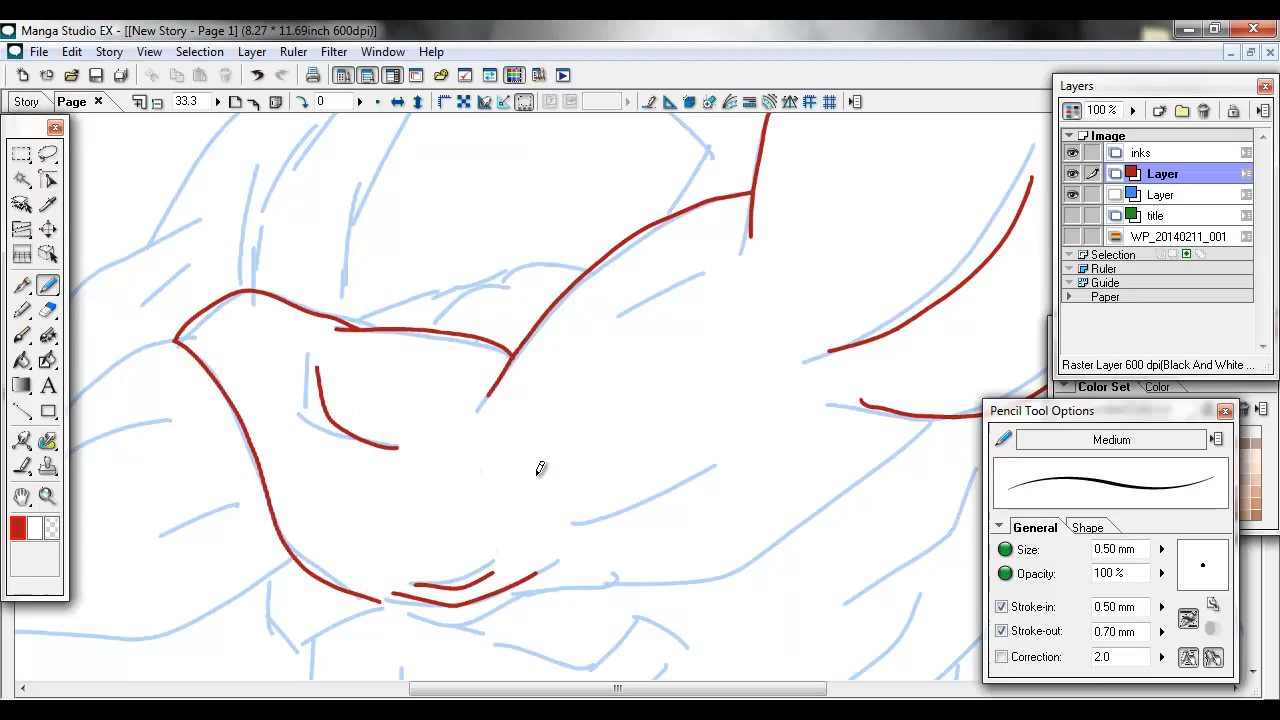 Manga Studio EX - [[New Story - Page 1] (8.27 * 11.69inch 600dpi)]
File Edit Story View Selection Layer Ruler Filter Window Help
Story Page 33.3 0
Layers
100 %
Image
inks
Layer
Layer
title
WP_20140211_001
Selection
Ruler
Guide
Paper
Raster Layer 600 dpi(Black And White ...
Color Set Color
Pencil Tool Options
Medium
General Shape
Size: 0.50 mm
Opacity: 100 %
Stroke-in: 0.50 mm
Stroke-out: 0.70 mm
Correction: 2.0
A